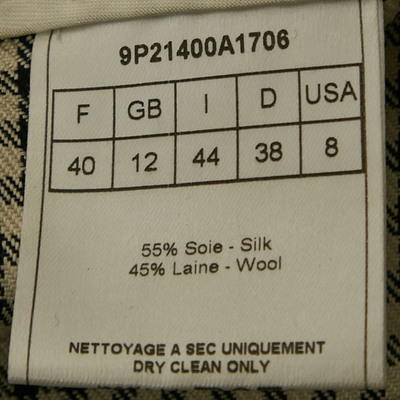 9P21400A1706
F GB I D USA
40 12 44 38 8
55% Soie - Silk
45% Laine - Wool
NETTOYAGE A SEC UNIQUEMENT
DRY CLEAN ONLY